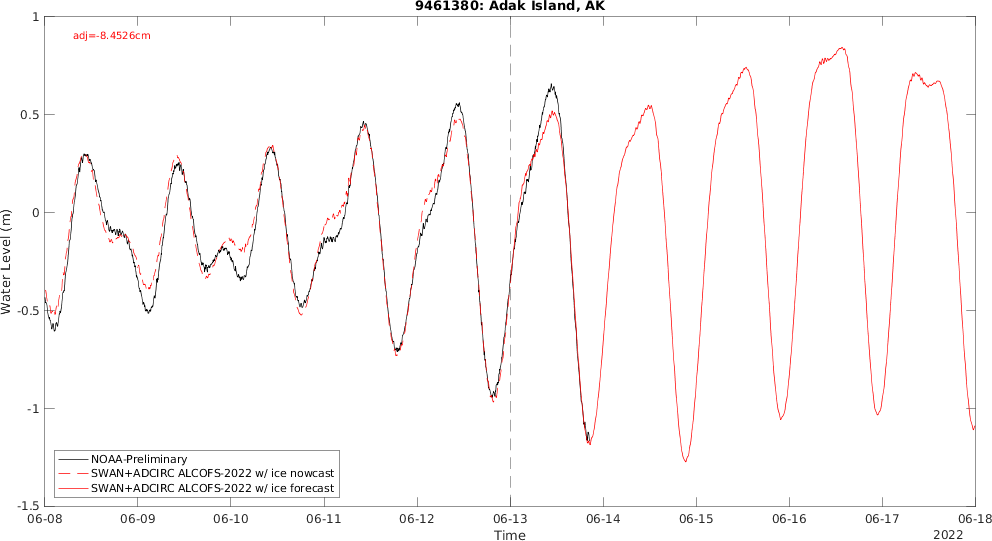 9461380: Adak Island, AK
adj=-8.4526cm
Water Level (m)
1
0.5
0
-0.5
-1
-1.5
NOAA-Preliminary
SWAN+ADCIRC ALCOFS-2022 w/ ice nowcast
SWAN+ADCIRC ALCOFS-2022 w/ ice forecast
06-08 06-09 06-10 06-11 06-12 06-13 06-14 06-15 06-16 06-17 06-18
Time
2022